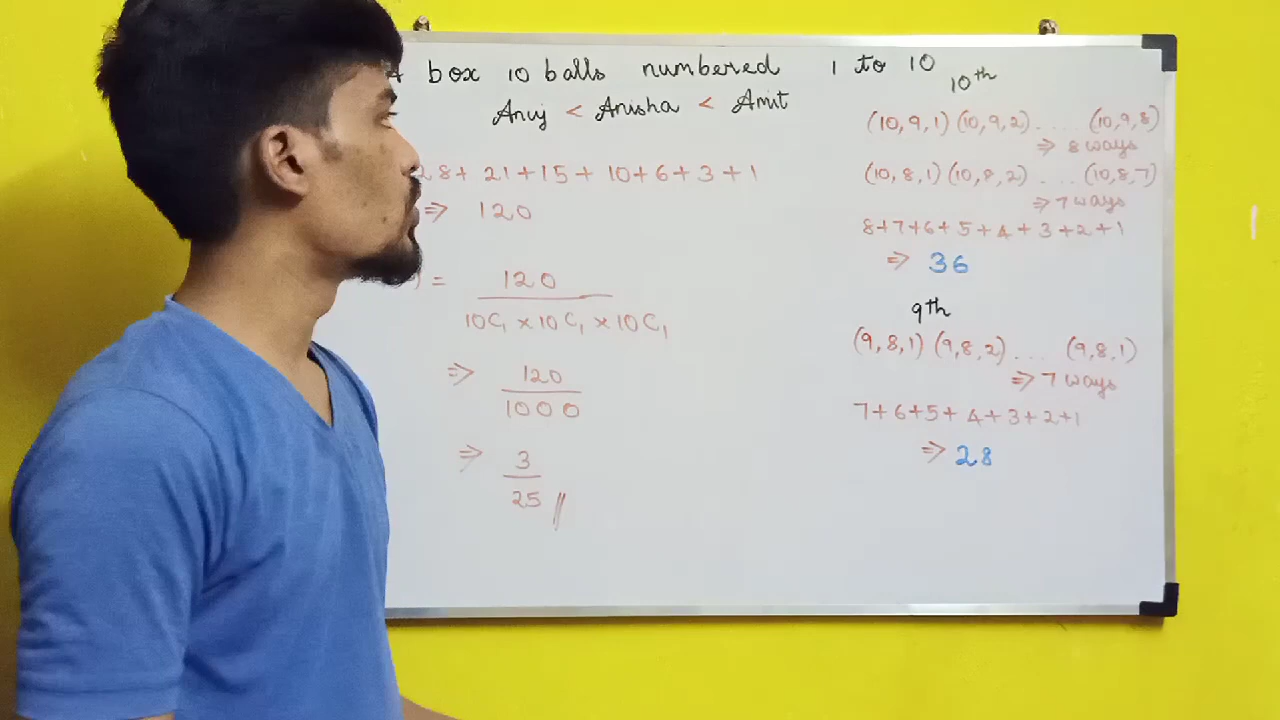 box 10 balls numbered 1 to 10
Anuj < Anisha < Amit
28+ 21+15+ 10+6+3+1
⇒ 120
) = 120
10C₁ × 10C₁ × 10C₁
⇒ 120
1000
⇒ 3
25 //
10th
(10,9,1) (10,9,2) .... (10,9,8)
⇒ 8 ways
(10,8,1) (10,8,2) .... (10,8,7)
⇒ 7 ways
8+7+6+5+4+3+2+1
⇒ 36
9th
(9,8,1) (9,8,2) .... (9,8,1)
⇒ 7 ways
7+6+5+4+3+2+1
⇒ 28